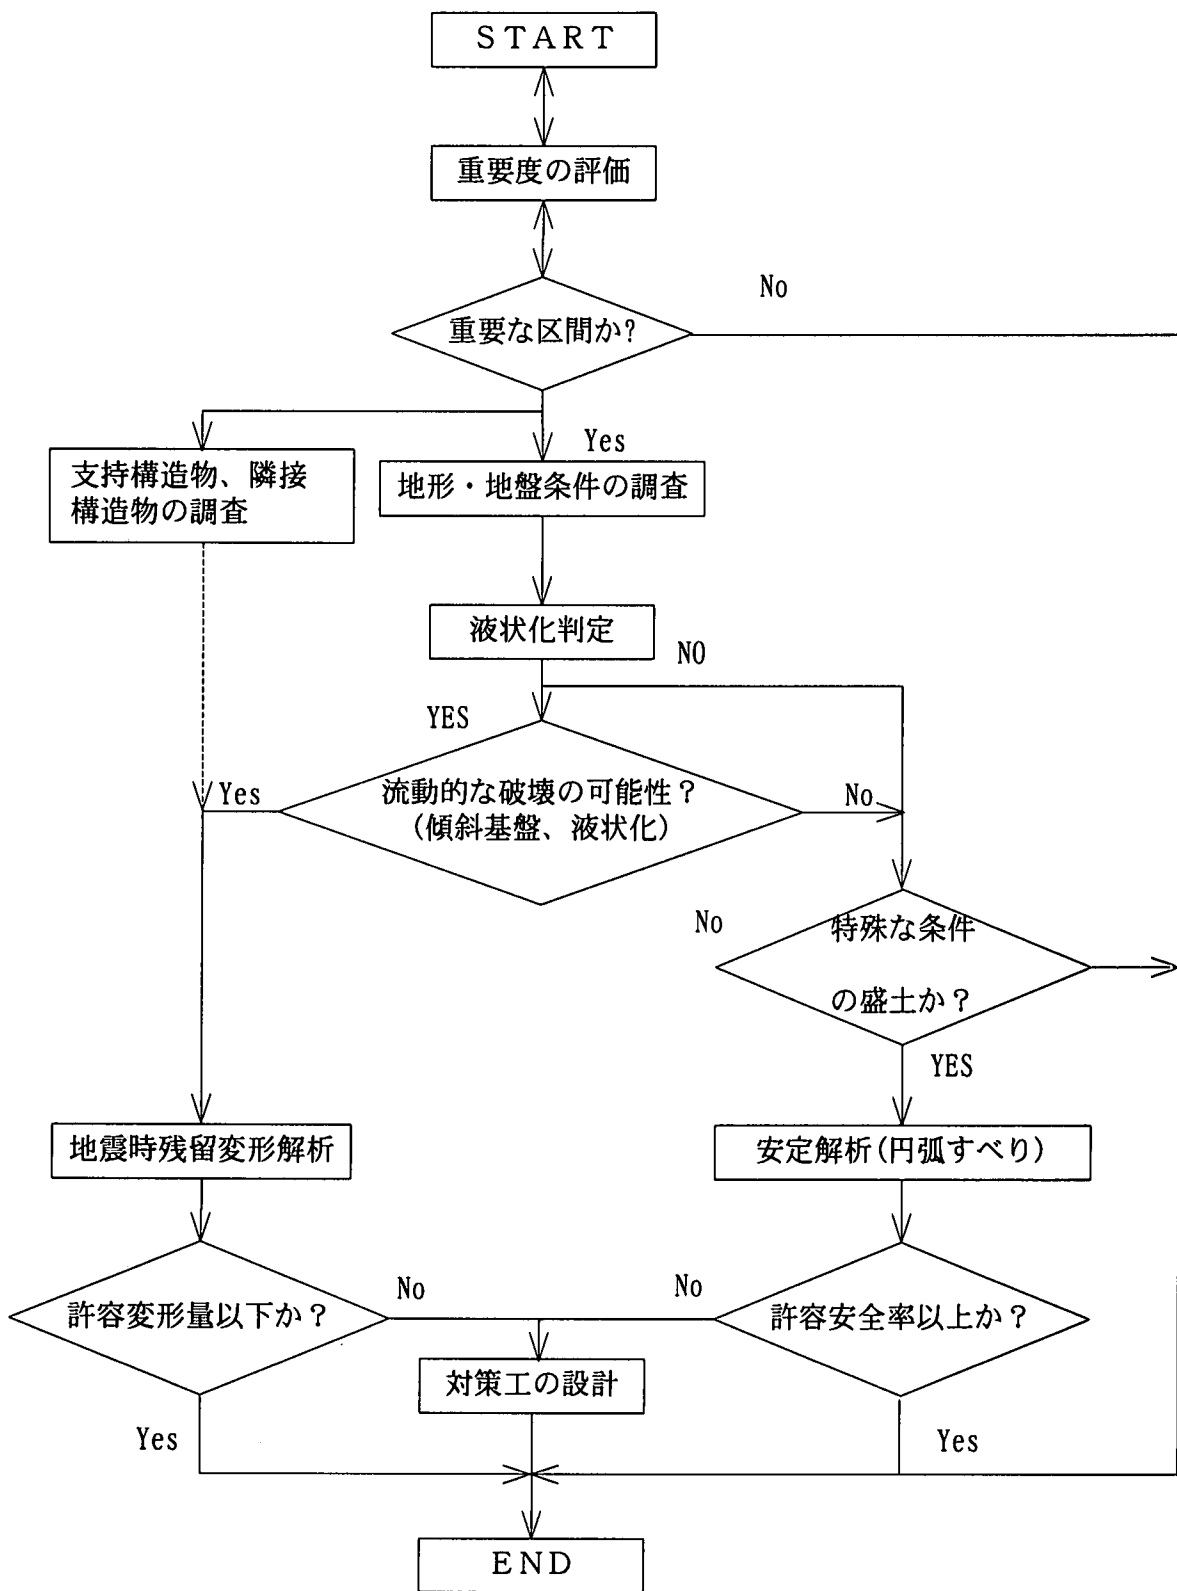 START
重要度の評価
No
重要な区間か?
Yes
支持構造物、隣接
構造物の調査
地形・地盤条件の調査
液状化判定
NO
YES
Yes
流動的な破壊の可能性？
(傾斜基盤、液状化)
No
No
特殊な条件
の盛土か？
YES
地震時残留変形解析
安定解析(円弧すべり)
許容変形量以下か？
No
No
許容安全率以上か？
対策工の設計
Yes
Yes
END